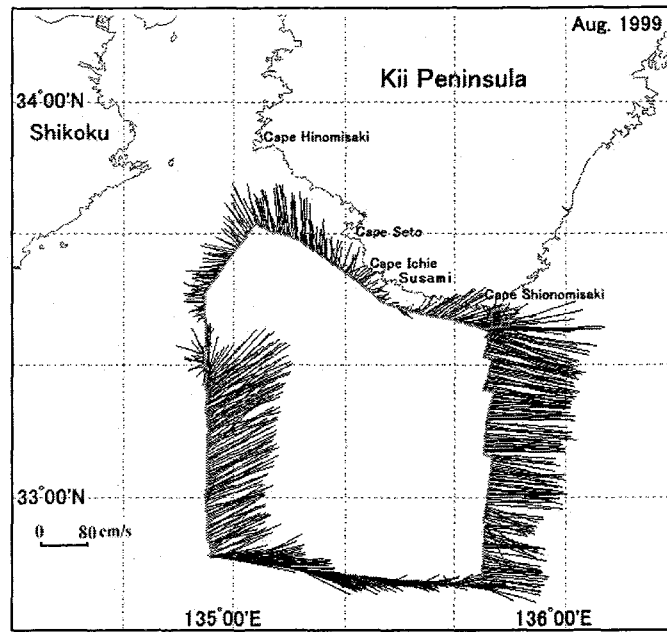 Aug. 1999
34°00'N
Kii Peninsula
Shikoku
Cape Hinomisaki
Cape Seto
Cape Ichie
Susami
Cape Shionomisaki
33°00'N
0 80 cm/s
135°00'E
136°00'E